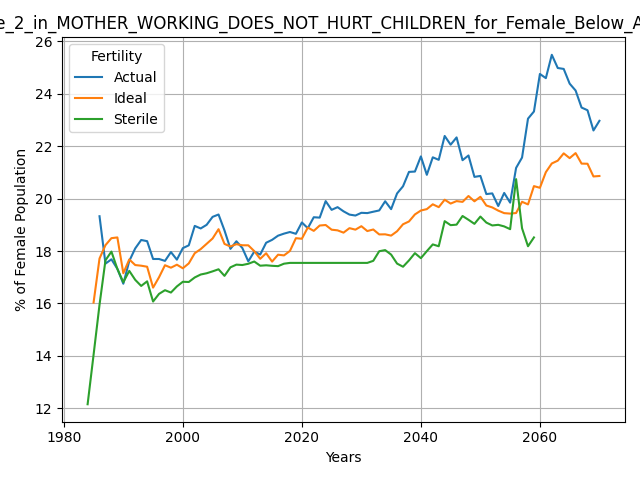 e_2_in_MOTHER_WORKING_DOES_NOT_HURT_CHILDREN_for_Female_Below_A
Fertility
Actual
Ideal
Sterile
% of Female Population
26
24
22
20
18
16
14
12
1980
2000
2020
2040
2060
Years